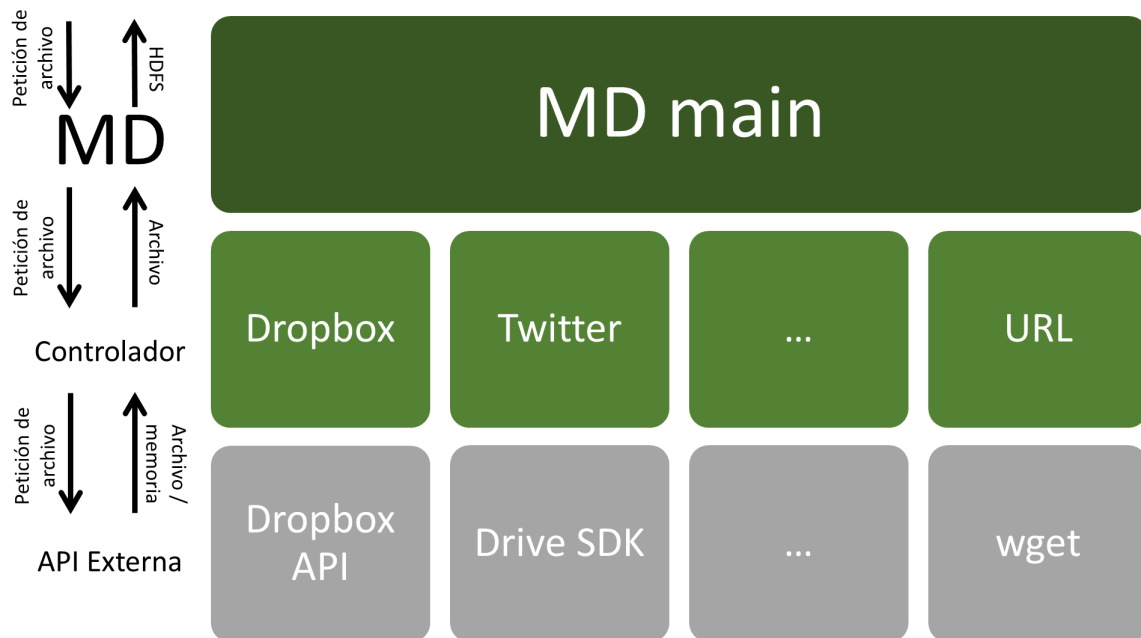 Petición de
archivo
HDFS
MD
MD main
Petición de
archivo
Archivo
Controlador
Dropbox
Twitter
...
URL
Petición de
archivo
Archivo /
memoria
API Externa
Dropbox
API
Drive SDK
...
wget